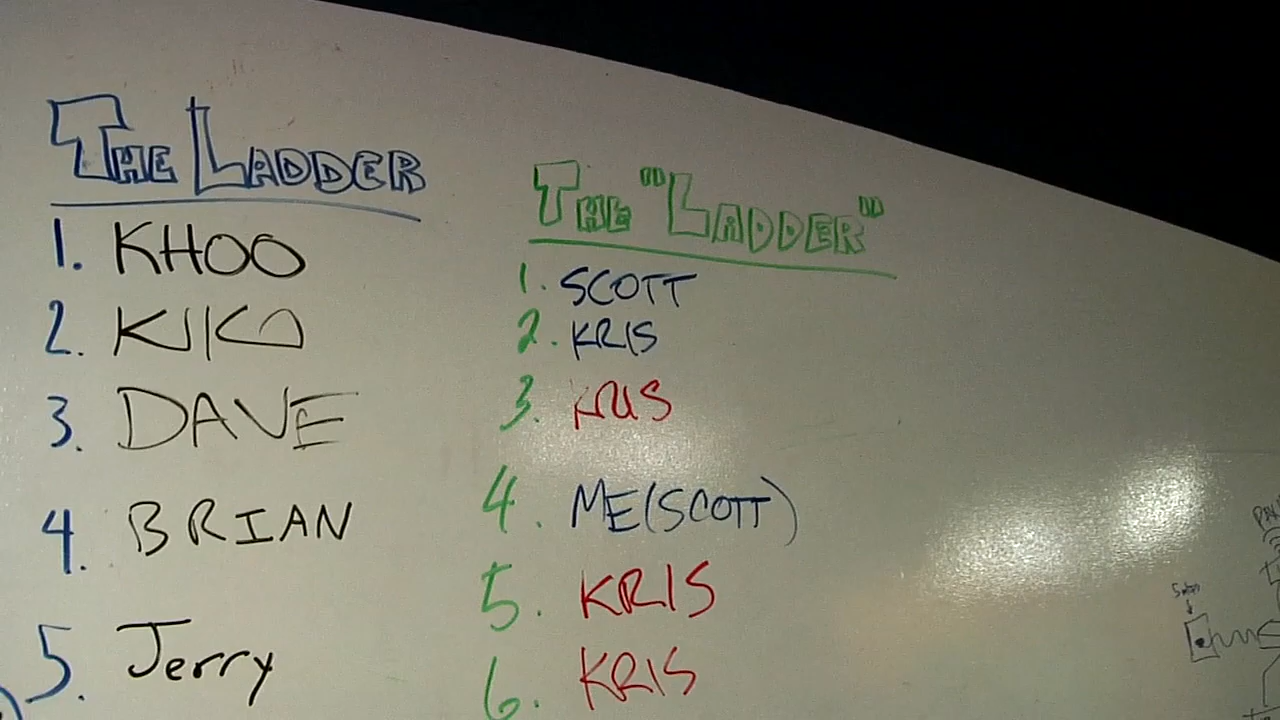 THE LADDER
1. KHOO
2. KIKO
3. DAVE
4. BRIAN
5. Jerry
THE "LADDER"
1. SCOTT
2. KRIS
3. KRIS
4. ME(SCOTT)
5. KRIS
6. KRIS